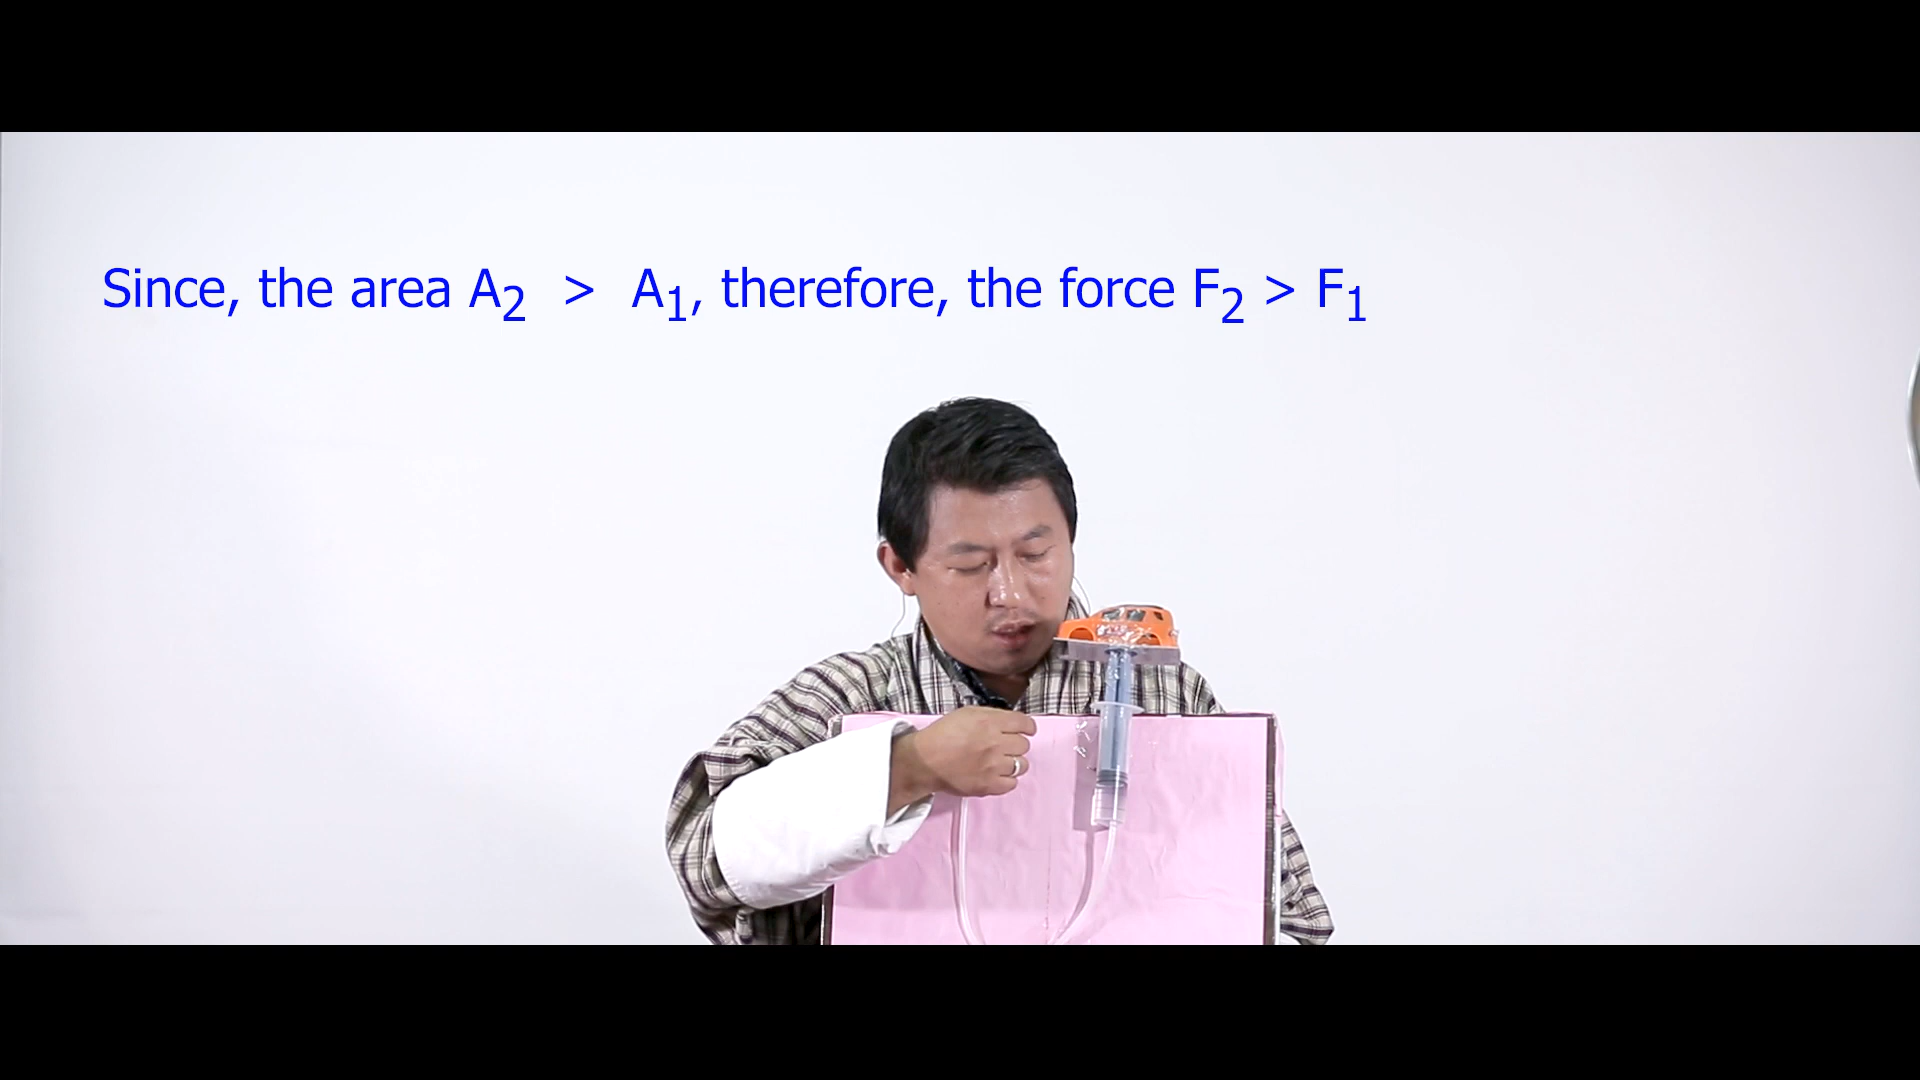 Since, the area A₂ > A₁, therefore, the force F₂ > F₁